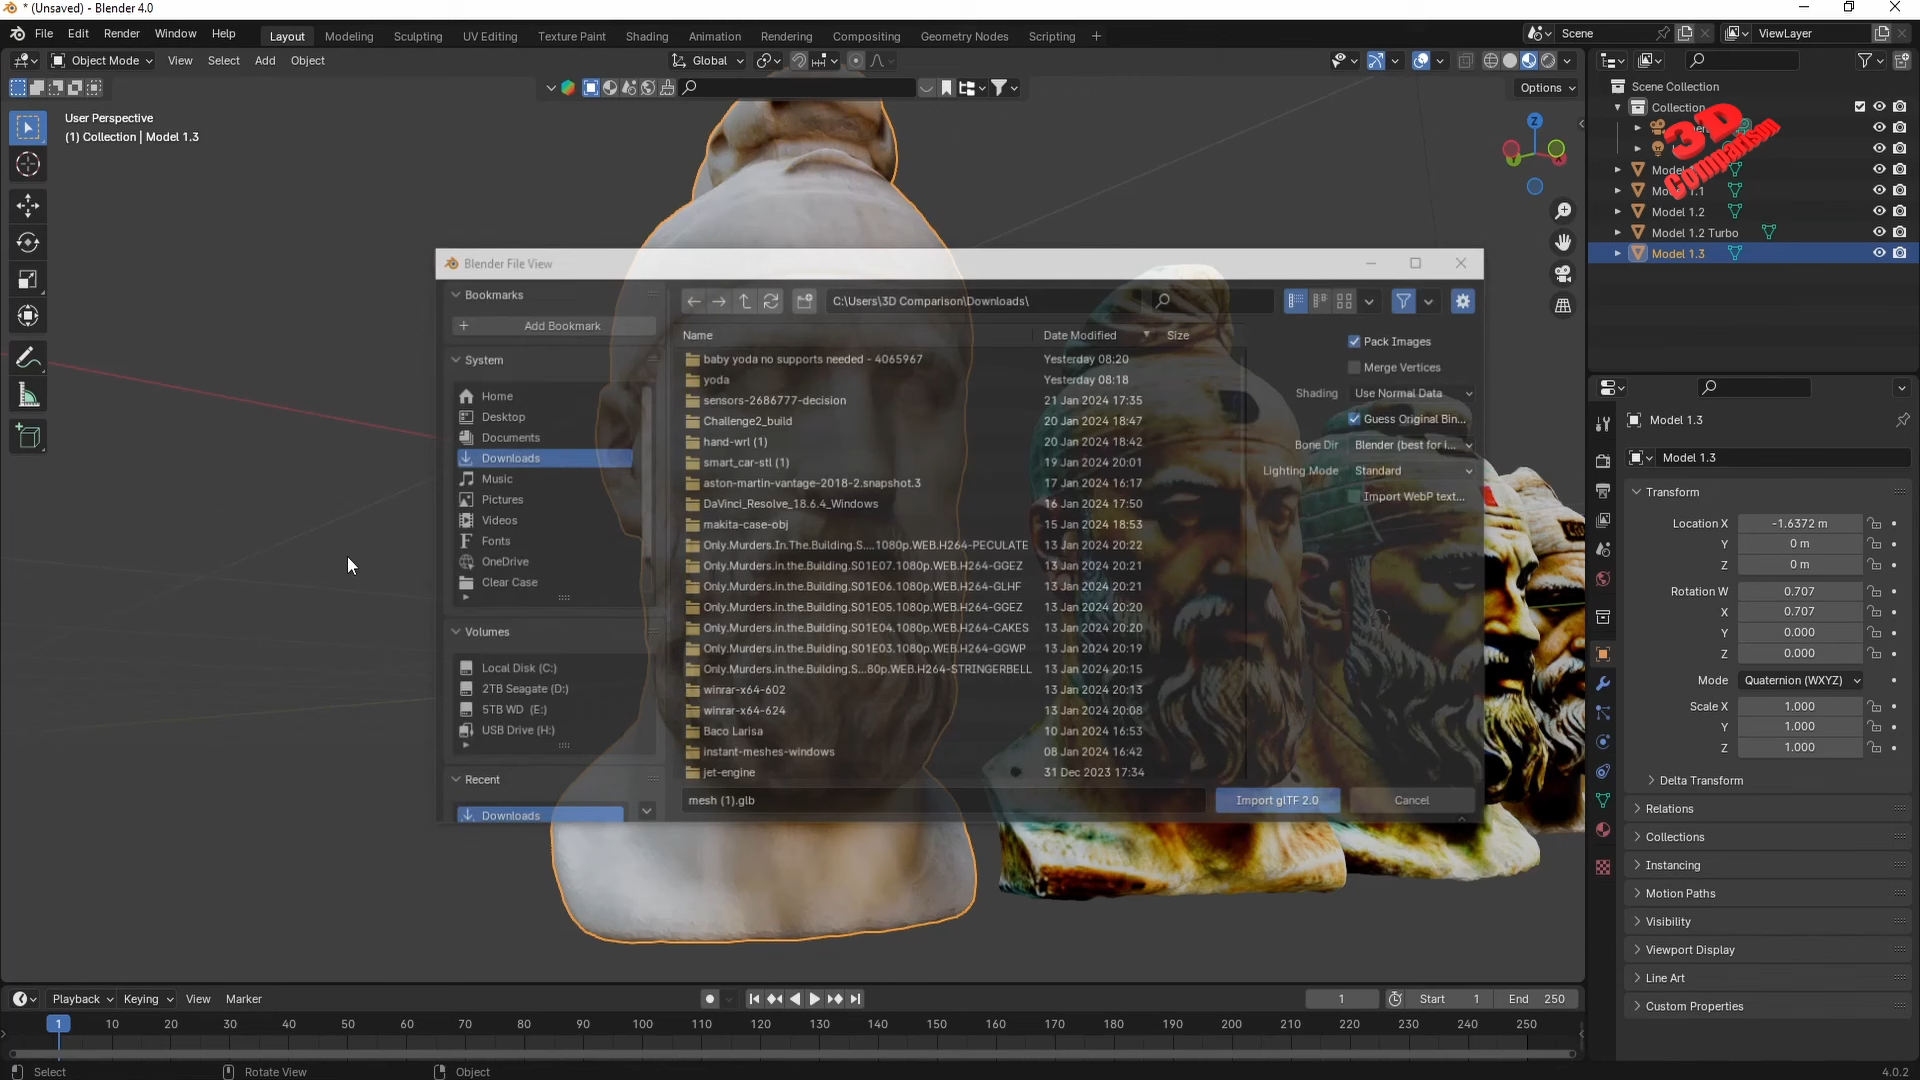 * (Unsaved) - Blender 4.0
File Edit Render Window Help
Layout Modeling Sculpting UV Editing Texture Paint Shading Animation Rendering Compositing Geometry Nodes Scripting +
Scene
ViewLayer
Object Mode View Select Add Object
Global
Options
User Perspective
(1) Collection | Model 1.3
Z
Scene Collection
Collection
3D
Comparison
Model 1.2
Model 1.2 Turbo
Model 1.3
Blender File View
Bookmarks
Add Bookmark
System
Home
Desktop
Documents
Downloads
Music
Pictures
Videos
Fonts
OneDrive
Clear Case
Volumes
Local Disk (C:)
2TB Seagate (D:)
5TB WD (E:)
USB Drive (H:)
Recent
Downloads
C:\Users\3D Comparison\Downloads\
Name Date Modified Size
baby yoda no supports needed - 4065967 Yesterday 08:20
yoda Yesterday 08:18
sensors-2686777-decision 21 Jan 2024 17:35
Challenge2_build 20 Jan 2024 18:47
hand-wrl (1) 20 Jan 2024 18:42
smart_car-stl (1) 19 Jan 2024 20:01
aston-martin-vantage-2018-2.snapshot.3 17 Jan 2024 16:17
DaVinci_Resolve_18.6.4_Windows 16 Jan 2024 17:50
makita-case-obj 15 Jan 2024 18:53
Only.Murders.In.The.Building.S....1080p.WEB.H264-PECULATE 13 Jan 2024 20:22
Only.Murders.in.the.Building.S01E07.1080p.WEB.H264-GGEZ 13 Jan 2024 20:21
Only.Murders.in.the.Building.S01E06.1080p.WEB.H264-GLHF 13 Jan 2024 20:21
Only.Murders.in.the.Building.S01E05.1080p.WEB.H264-GGEZ 13 Jan 2024 20:20
Only.Murders.in.the.Building.S01E04.1080p.WEB.H264-CAKES 13 Jan 2024 20:20
Only.Murders.in.the.Building.S01E03.1080p.WEB.H264-GGWP 13 Jan 2024 20:19
Only.Murders.in.the.Building.S...80p.WEB.H264-STRINGERBELL 13 Jan 2024 20:15
winrar-x64-602 13 Jan 2024 20:13
winrar-x64-624 13 Jan 2024 20:08
Baco Larisa 10 Jan 2024 16:53
instant-meshes-windows 08 Jan 2024 16:42
jet-engine 31 Dec 2023 17:34
mesh (1).glb
Import glTF 2.0
Cancel
Pack Images
Merge Vertices
Shading Use Normal Data
Guess Original Bin...
Bone Dir Blender (best for i...
Lighting Mode Standard
Import WebP text...
Model 1.3
Model 1.3
Transform
Location X -1.6372 m
Y 0 m
Z 0 m
Rotation W 0.707
X 0.707
Y 0.000
Z 0.000
Mode Quaternion (WXYZ)
Scale X 1.000
Y 1.000
Z 1.000
Delta Transform
Relations
Collections
Instancing
Motion Paths
Visibility
Viewport Display
Line Art
Custom Properties
Playback Keying View Marker
1
Start 1
End 250
1 10 20 30 40 50 60 70 80 90 100 110 120 130 140 150 160 170 180 190 200 210 220 230 240 250
Select Rotate View Object
4.0.2